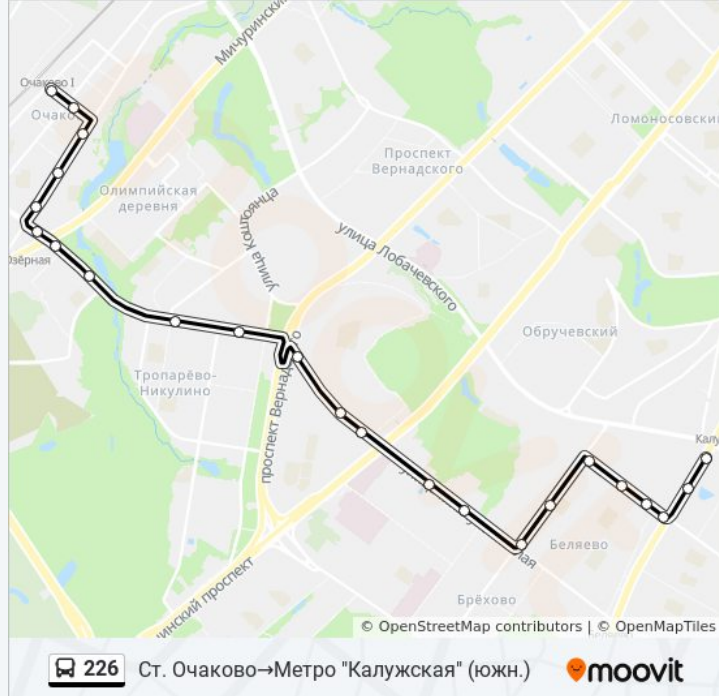 Мичуринский
Очаково I
Очако
Ломоносовский
Проспект
Вернадского
Олимпийская
деревня
улица Коштоянца
улица Лобачевского
Озёрная
Обручевский
Тропарёво-
Никулино
проспект Вернадского
Калу
Беляево
Брёхово
инский проспект
© OpenStreetMap contributors | © OpenMapTiles
226 Ст. Очаково→Метро "Калужская" (южн.) moovit